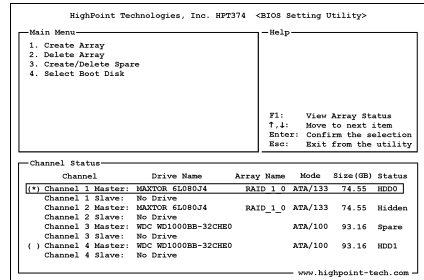 HighPoint Technologies, Inc. HPT374 <BIOS Setting Utility>
Main Menu
1. Create Array
2. Delete Array
3. Create/Delete Spare
4. Select Boot Disk
Help
F1: View Array Status
↑,↓: Move to next item
Enter: Confirm the selection
Esc: Exit from the utility
Channel Status
Channel Drive Name Array Name Mode Size(GB) Status
(*) Channel 1 Master: MAXTOR 6L080J4 RAID_1_0 ATA/133 74.55 HDD0
Channel 1 Slave: No Drive
Channel 2 Master: MAXTOR 6L080J4 RAID_1_0 ATA/133 74.55 Hidden
Channel 2 Slave: No Drive
Channel 3 Master: WDC WD1000BB-32CHE0 ATA/100 93.16 Spare
Channel 3 Slave: No Drive
( ) Channel 4 Master: WDC WD1000BB-32CHE0 ATA/100 93.16 HDD1
Channel 4 Slave: No Drive
www.highpoint-tech.com